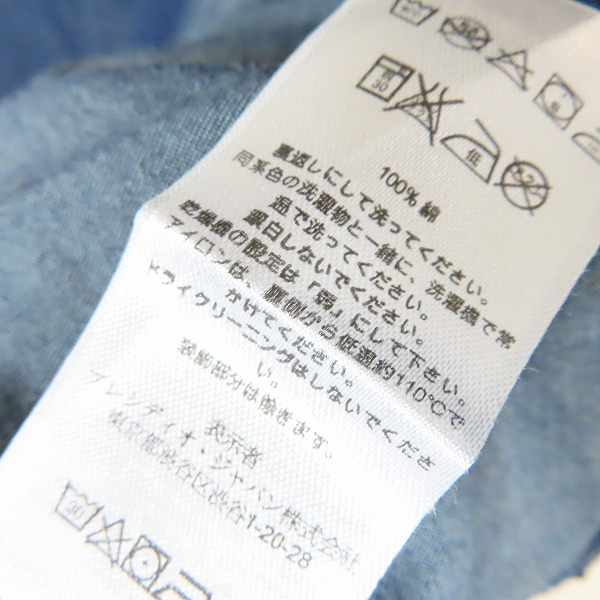 100% 綿
裏返しにして洗ってください。
同系色の洗濯物と一緒に、洗濯機で常
温で洗ってください。
漂白しないでください。
乾燥機の設定は「弱」にして下さい。
アイロンは、裏側から低温約110℃で
かけてください。
ドライクリーニングはしないでくださ
い。
装飾部分は除きます。
表示者
プレジディオ・ジャパン株式会社
東京都渋谷区渋谷1-20-28